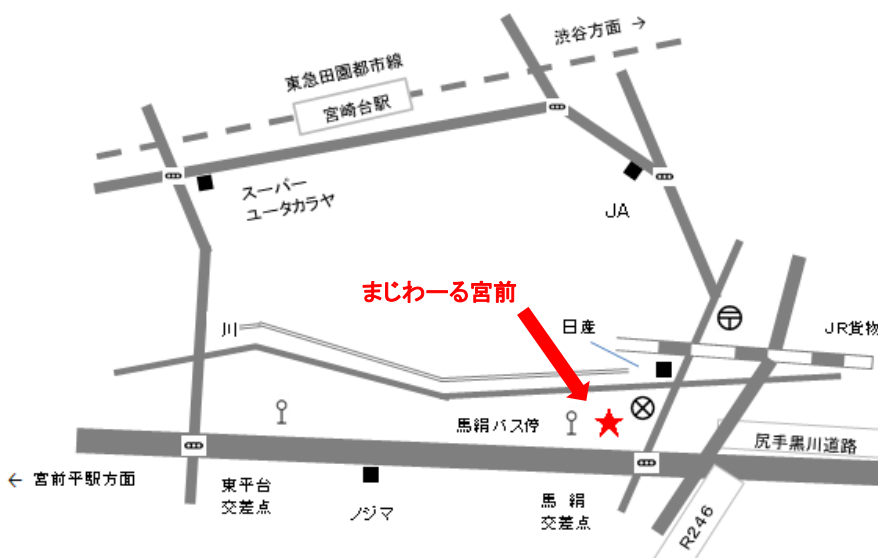 渋谷方面 →
東急田園都市線
宮崎台駅
スーパー
ユータカラヤ
JA
まじわーる宮前
日産
川
JR貨物
馬絹バス停
尻手黒川道路
← 宮前平駅方面
東平台
交差点
ノジマ
馬 絹
交差点
R246